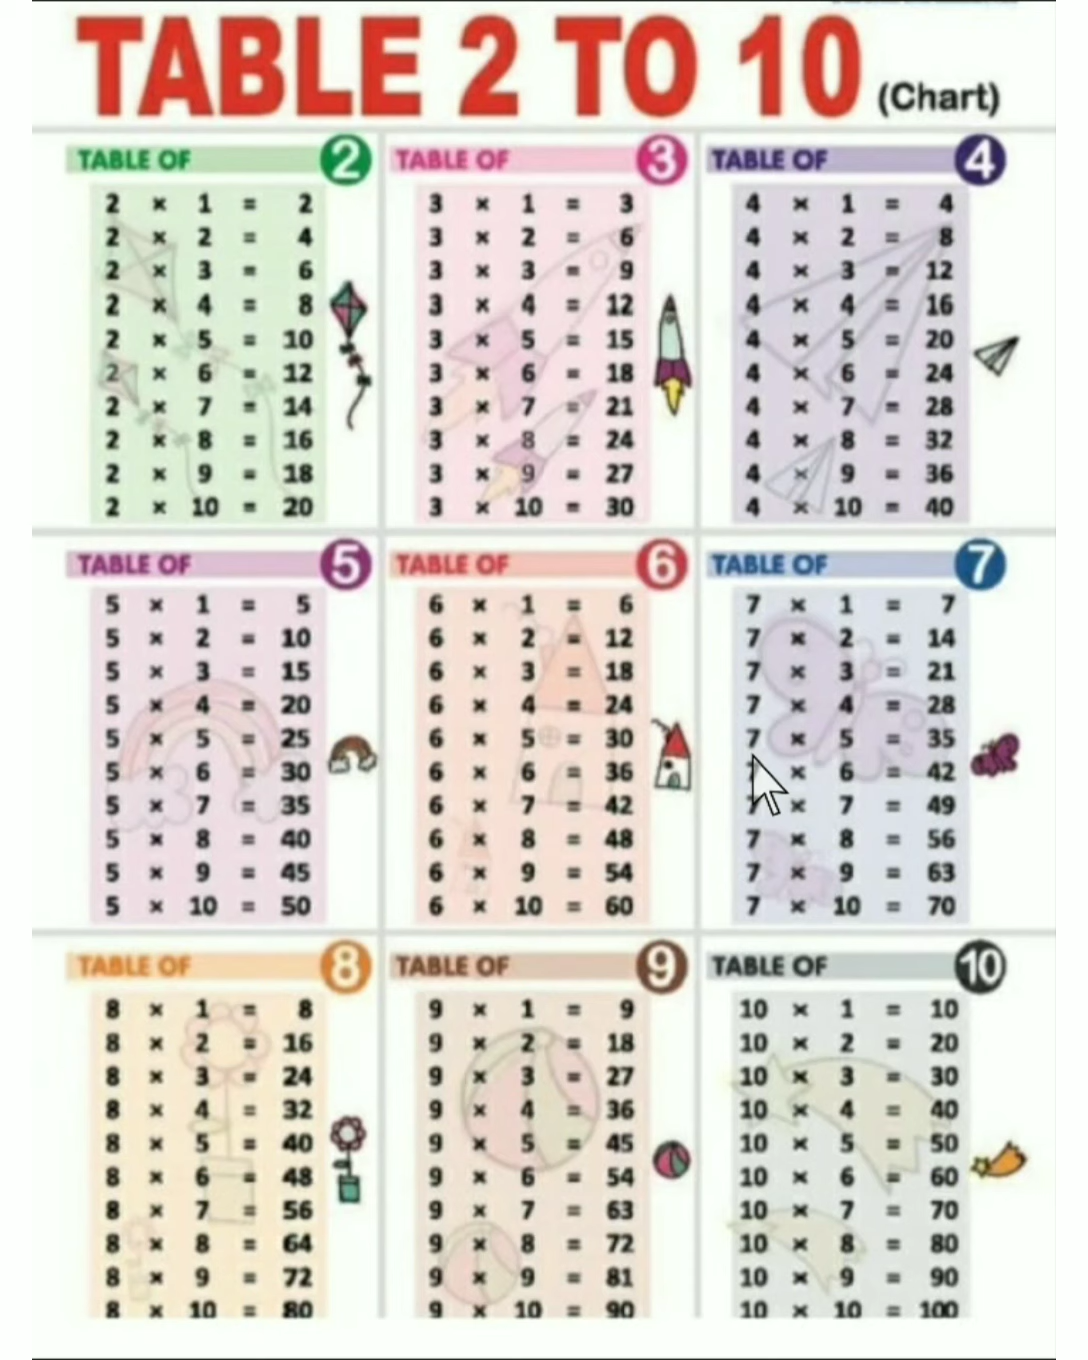 TABLE 2 TO 10 (Chart)
TABLE OF 2
2 × 1 = 2
2 × 2 = 4
2 × 3 = 6
2 × 4 = 8
2 × 5 = 10
2 × 6 = 12
2 × 7 = 14
2 × 8 = 16
2 × 9 = 18
2 × 10 = 20
TABLE OF 3
3 × 1 = 3
3 × 2 = 6
3 × 3 = 9
3 × 4 = 12
3 × 5 = 15
3 × 6 = 18
3 × 7 = 21
3 × 8 = 24
3 × 9 = 27
3 × 10 = 30
TABLE OF 4
4 × 1 = 4
4 × 2 = 8
4 × 3 = 12
4 × 4 = 16
4 × 5 = 20
4 × 6 = 24
4 × 7 = 28
4 × 8 = 32
4 × 9 = 36
4 × 10 = 40
TABLE OF 5
5 × 1 = 5
5 × 2 = 10
5 × 3 = 15
5 × 4 = 20
5 × 5 = 25
5 × 6 = 30
5 × 7 = 35
5 × 8 = 40
5 × 9 = 45
5 × 10 = 50
TABLE OF 6
6 × 1 = 6
6 × 2 = 12
6 × 3 = 18
6 × 4 = 24
6 × 5 = 30
6 × 6 = 36
6 × 7 = 42
6 × 8 = 48
6 × 9 = 54
6 × 10 = 60
TABLE OF 7
7 × 1 = 7
7 × 2 = 14
7 × 3 = 21
7 × 4 = 28
7 × 5 = 35
7 × 6 = 42
7 × 7 = 49
7 × 8 = 56
7 × 9 = 63
7 × 10 = 70
TABLE OF 8
8 × 1 = 8
8 × 2 = 16
8 × 3 = 24
8 × 4 = 32
8 × 5 = 40
8 × 6 = 48
8 × 7 = 56
8 × 8 = 64
8 × 9 = 72
8 × 10 = 80
TABLE OF 9
9 × 1 = 9
9 × 2 = 18
9 × 3 = 27
9 × 4 = 36
9 × 5 = 45
9 × 6 = 54
9 × 7 = 63
9 × 8 = 72
9 × 9 = 81
9 × 10 = 90
TABLE OF 10
10 × 1 = 10
10 × 2 = 20
10 × 3 = 30
10 × 4 = 40
10 × 5 = 50
10 × 6 = 60
10 × 7 = 70
10 × 8 = 80
10 × 9 = 90
10 × 10 = 100